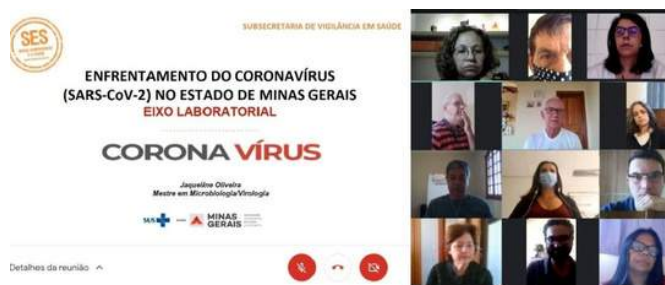 SES
SUBSECRETARIA DE VIGILÂNCIA EM SAÚDE
ENFRENTAMENTO DO CORONAVÍRUS
(SARS-CoV-2) NO ESTADO DE MINAS GERAIS
EIXO LABORATORIAL
CORONA VÍRUS
Jaqueline Oliveira
Mestre em Microbiologia/Virologia
SUS MINAS
GERAIS
Detalhes da reunião